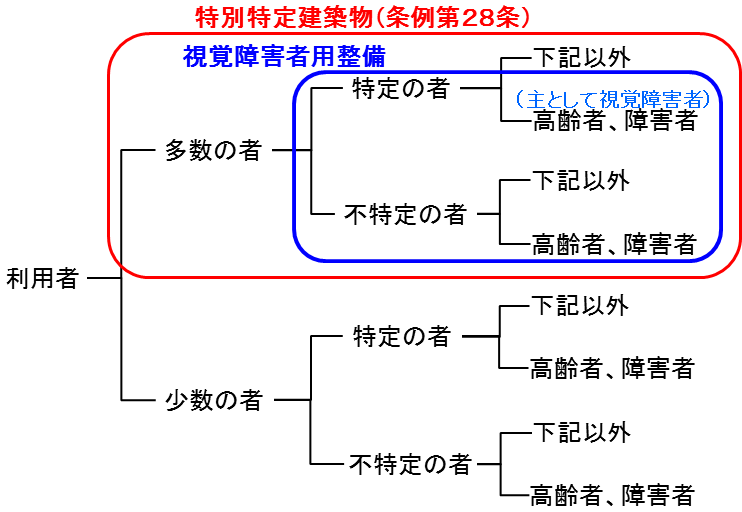 特別特定建築物(条例第28条)
視覚障害者用整備
下記以外
特定の者
(主として視覚障害者)
高齢者、障害者
多数の者
下記以外
不特定の者
高齢者、障害者
利用者
下記以外
特定の者
高齢者、障害者
少数の者
下記以外
不特定の者
高齢者、障害者